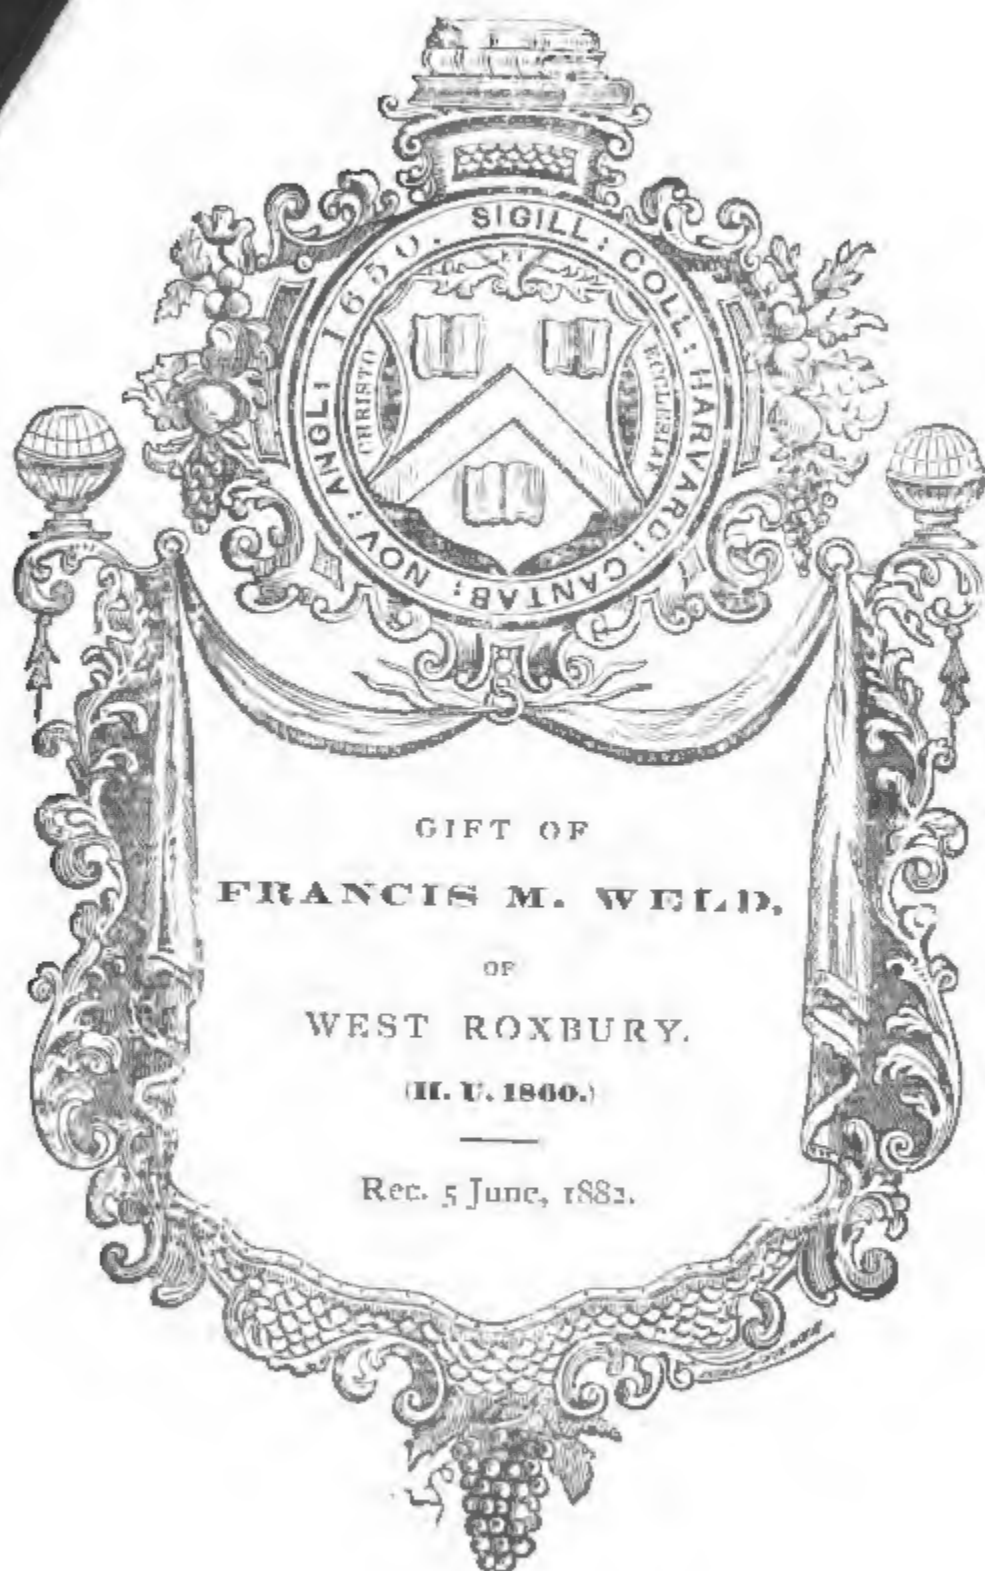 SIGILL: COLL: HARVARD: CANTAB: NOV: ANGL: 1650.
CHRISTO
ET
ECCLESIAE
GIFT OF
FRANCIS M. WELD,
OF
WEST ROXBURY.
(H. U. 1860.)
Rec. 5 June, 1882.